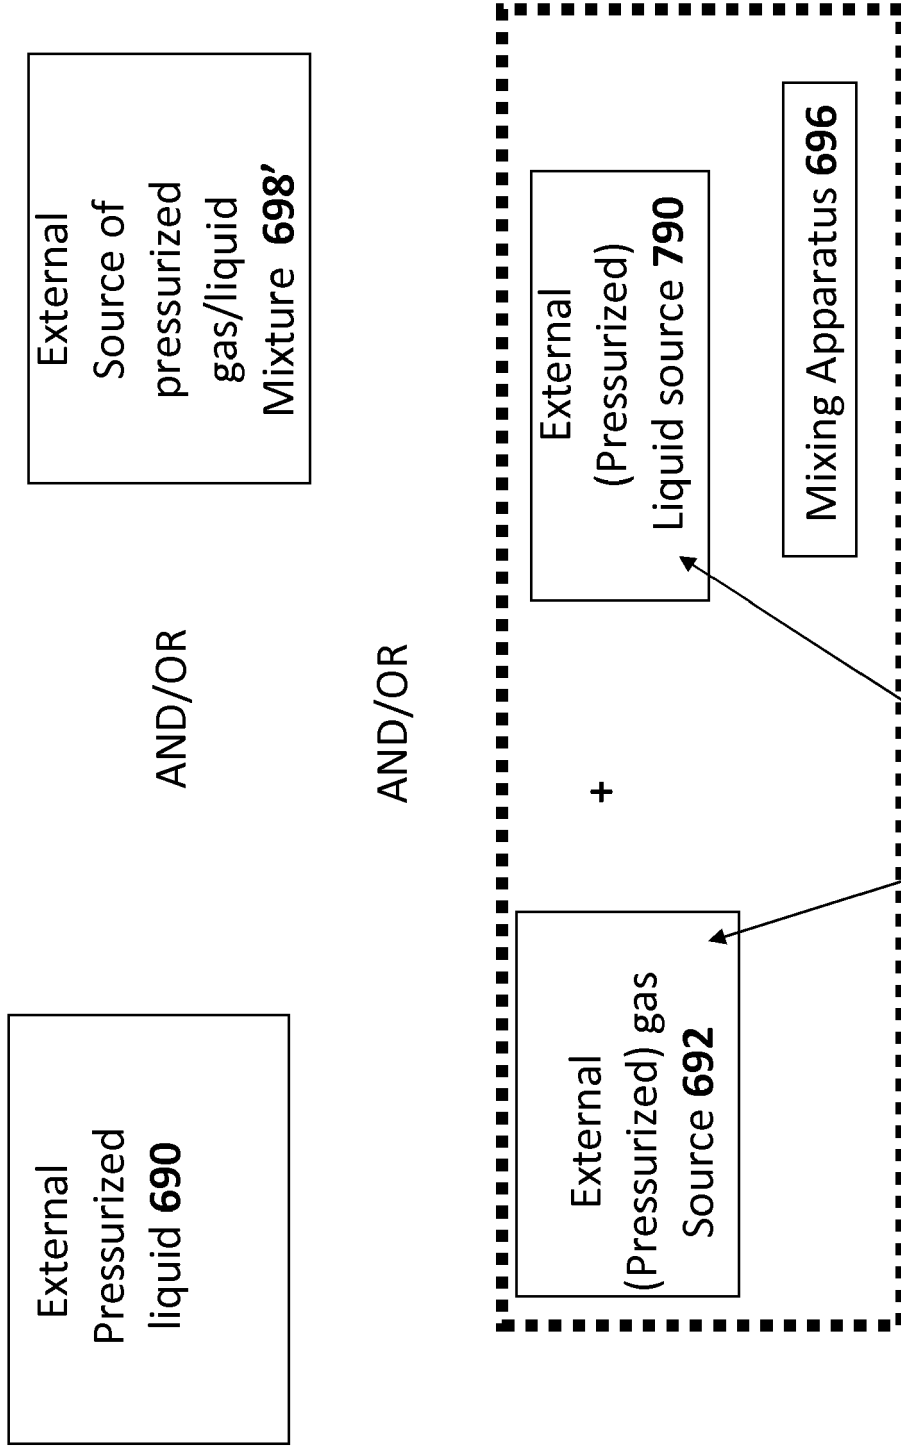 External
Pressurized
liquid 690
AND/OR
External
Source of
pressurized
gas/liquid
Mixture 698’
AND/OR
External
(Pressurized) gas
Source 692
+
External
(Pressurized)
Liquid source 790
Mixing Apparatus 696